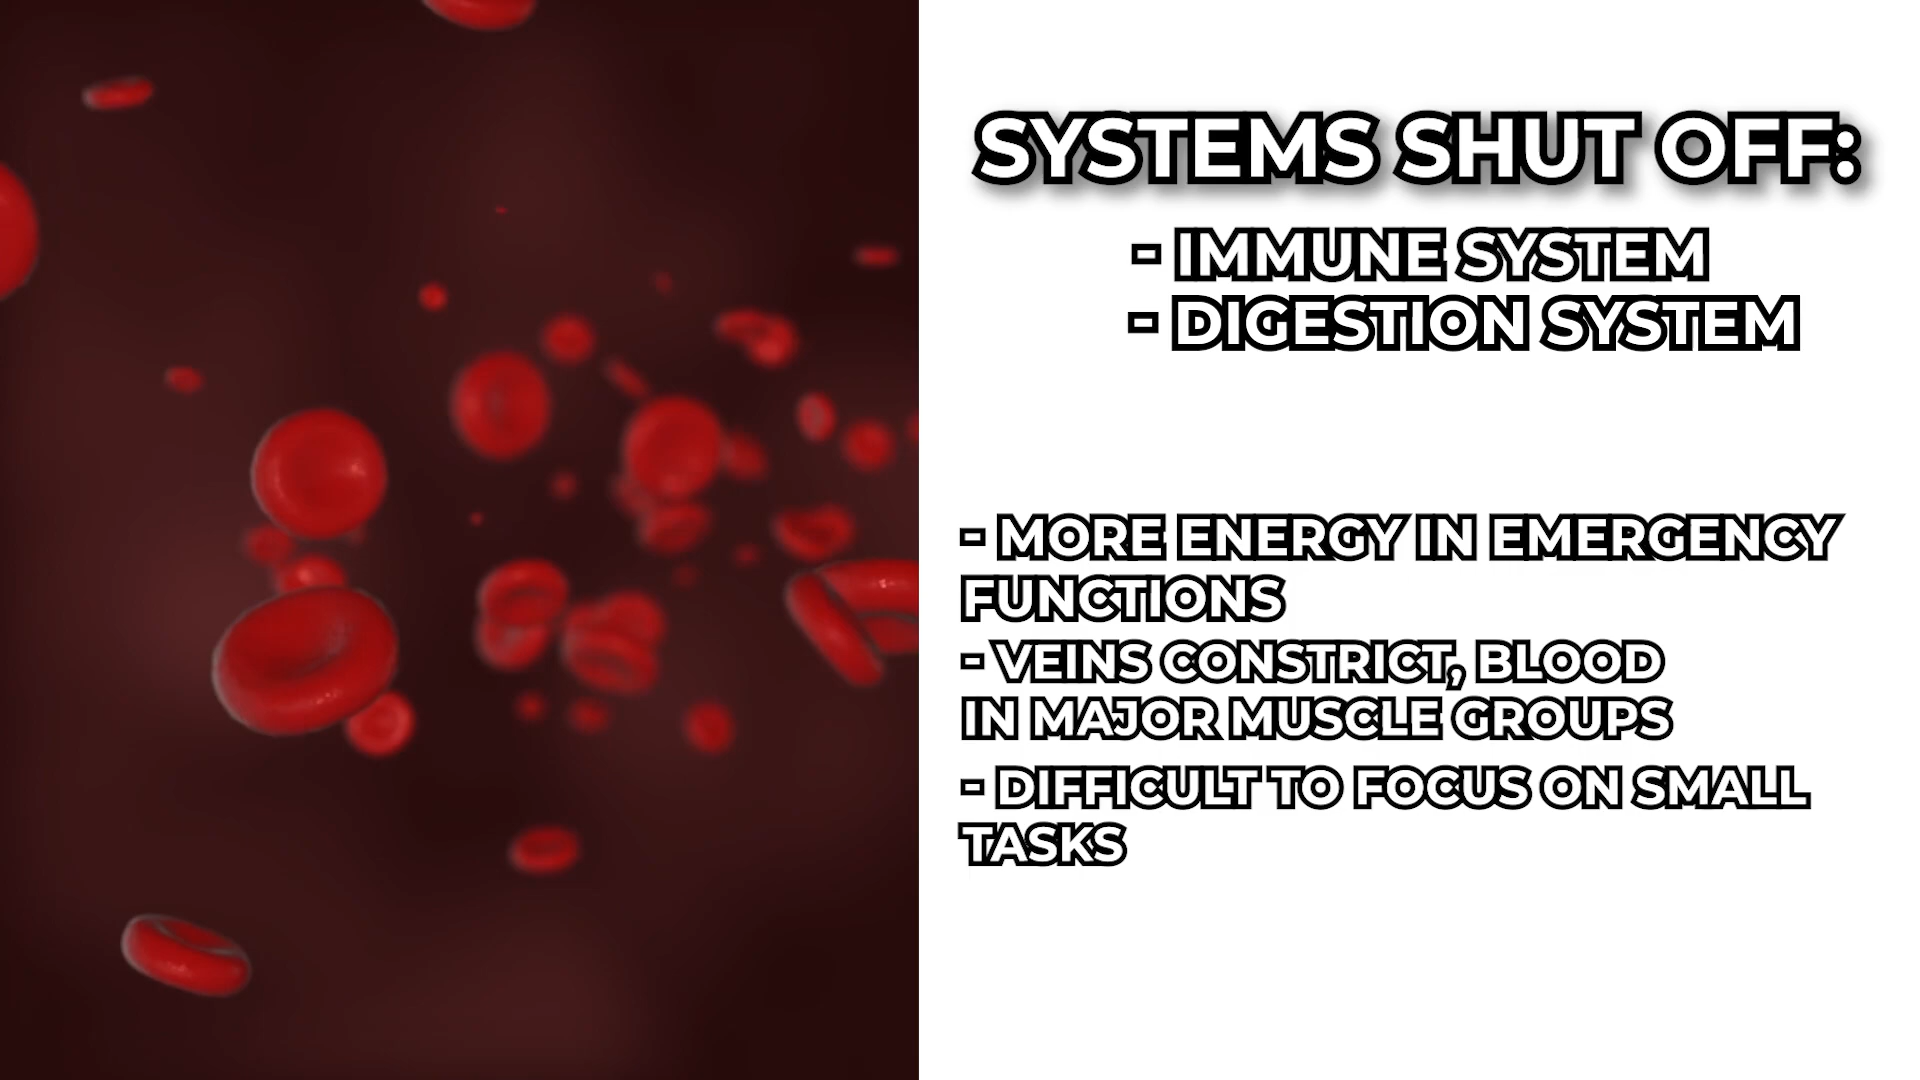 SYSTEMS SHUT OFF:
- IMMUNE SYSTEM
- DIGESTION SYSTEM
- MORE ENERGY IN EMERGENCY
FUNCTIONS
- VEINS CONSTRICT, BLOOD
IN MAJOR MUSCLE GROUPS
- DIFFICULT TO FOCUS ON SMALL
TASKS